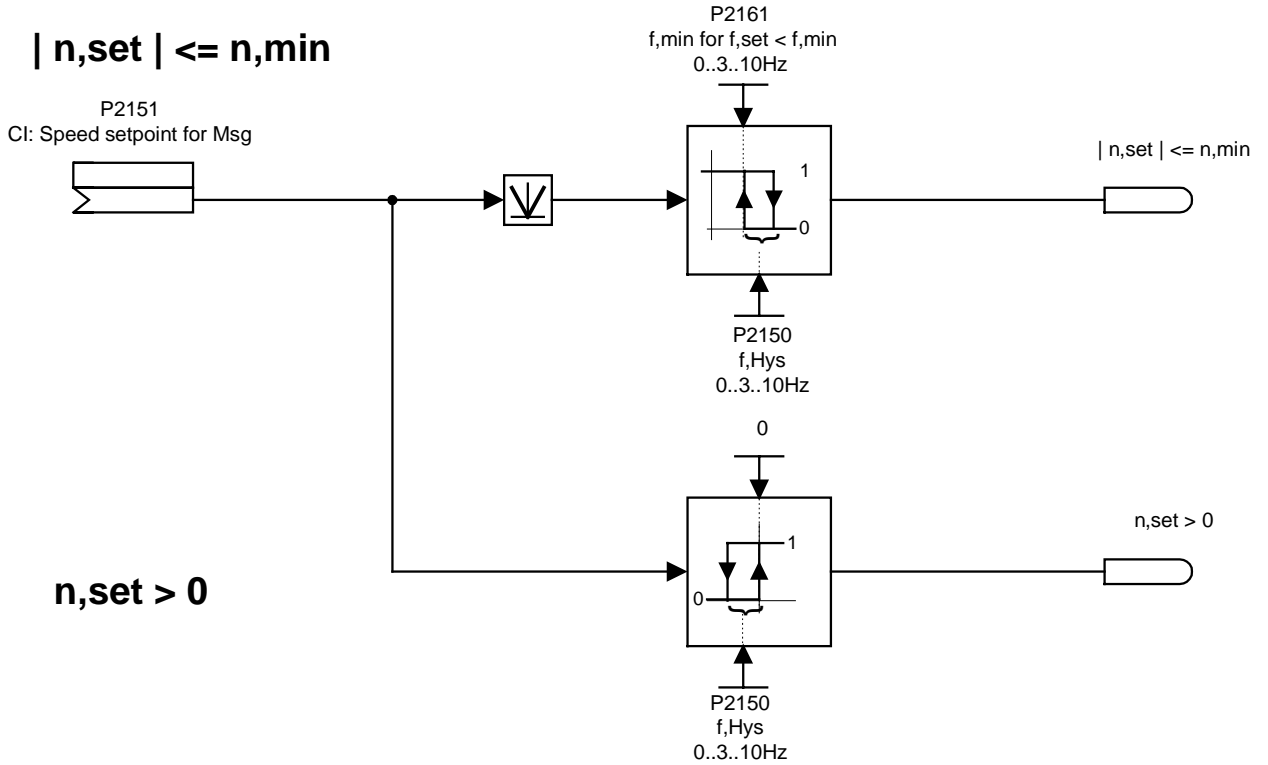 | n,set | <= n,min
P2151
CI: Speed setpoint for Msg
P2161
f,min for f,set < f,min
0..3..10Hz
1
0
P2150
f,Hys
0..3..10Hz
| n,set | <= n,min
n,set > 0
0
1
0
P2150
f,Hys
0..3..10Hz
n,set > 0